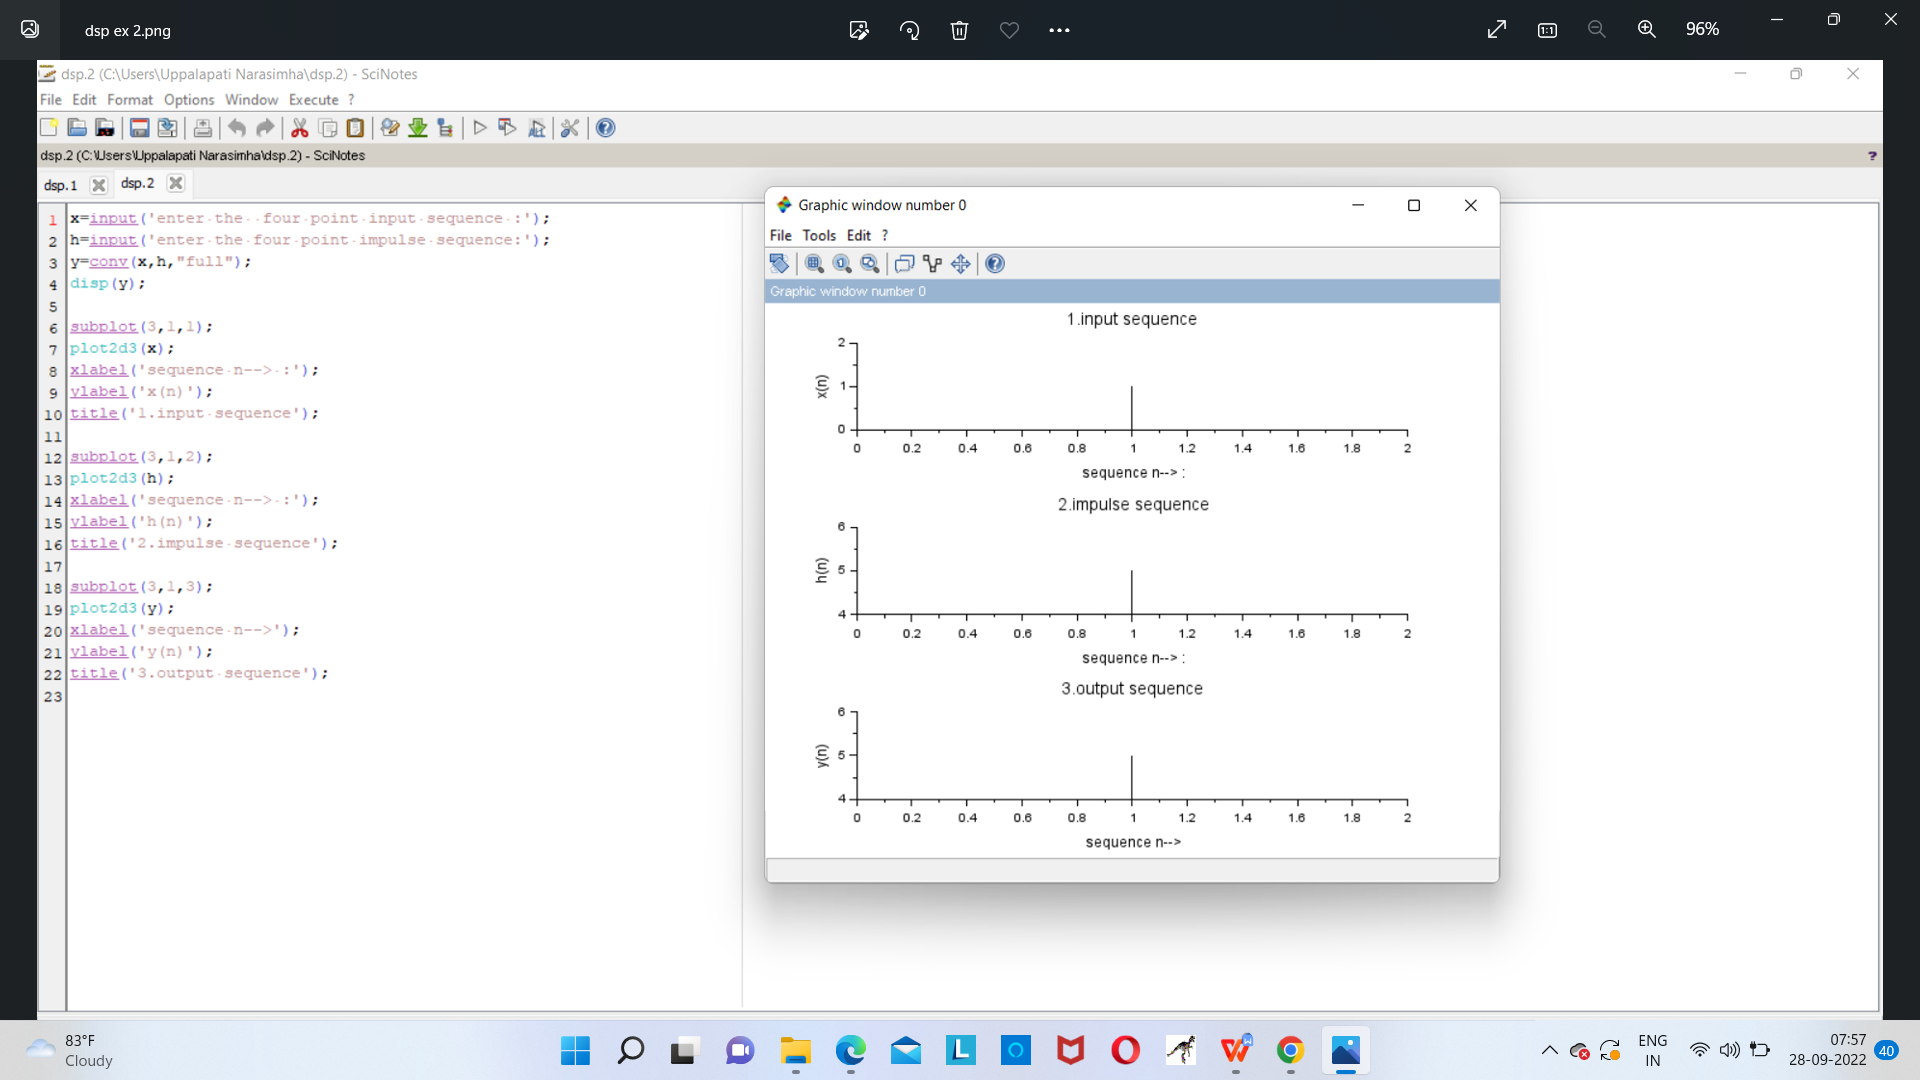 dsp ex 2.png
96%
dsp.2 (C:\Users\Uppalapati Narasimha\dsp.2) - SciNotes
File Edit Format Options Window Execute ?
dsp.2 (C:\Users\Uppalapati Narasimha\dsp.2) - SciNotes
?
dsp.1
dsp.2
1 x=input('enter the  four point input sequence :');
2 h=input('enter the four point impulse sequence:');
3 y=conv(x,h,"full");
4 disp(y);
5
6 subplot(3,1,1);
7 plot2d3(x);
8 xlabel('sequence n--> :');
9 ylabel('x(n)');
10 title('1.input sequence');
11
12 subplot(3,1,2);
13 plot2d3(h);
14 xlabel('sequence n--> :');
15 ylabel('h(n)');
16 title('2.impulse sequence');
17
18 subplot(3,1,3);
19 plot2d3(y);
20 xlabel('sequence n-->');
21 ylabel('y(n)');
22 title('3.output sequence');
23
Graphic window number 0
File Tools Edit ?
Graphic window number 0
1.input sequence
2
1
0
x(n)
0 0.2 0.4 0.6 0.8 1 1.2 1.4 1.6 1.8 2
sequence n--> :
2.impulse sequence
6
5
4
h(n)
0 0.2 0.4 0.6 0.8 1 1.2 1.4 1.6 1.8 2
sequence n--> :
3.output sequence
6
5
4
y(n)
0 0.2 0.4 0.6 0.8 1 1.2 1.4 1.6 1.8 2
sequence n-->
83°F
Cloudy
ENG
IN
07:57
28-09-2022
40